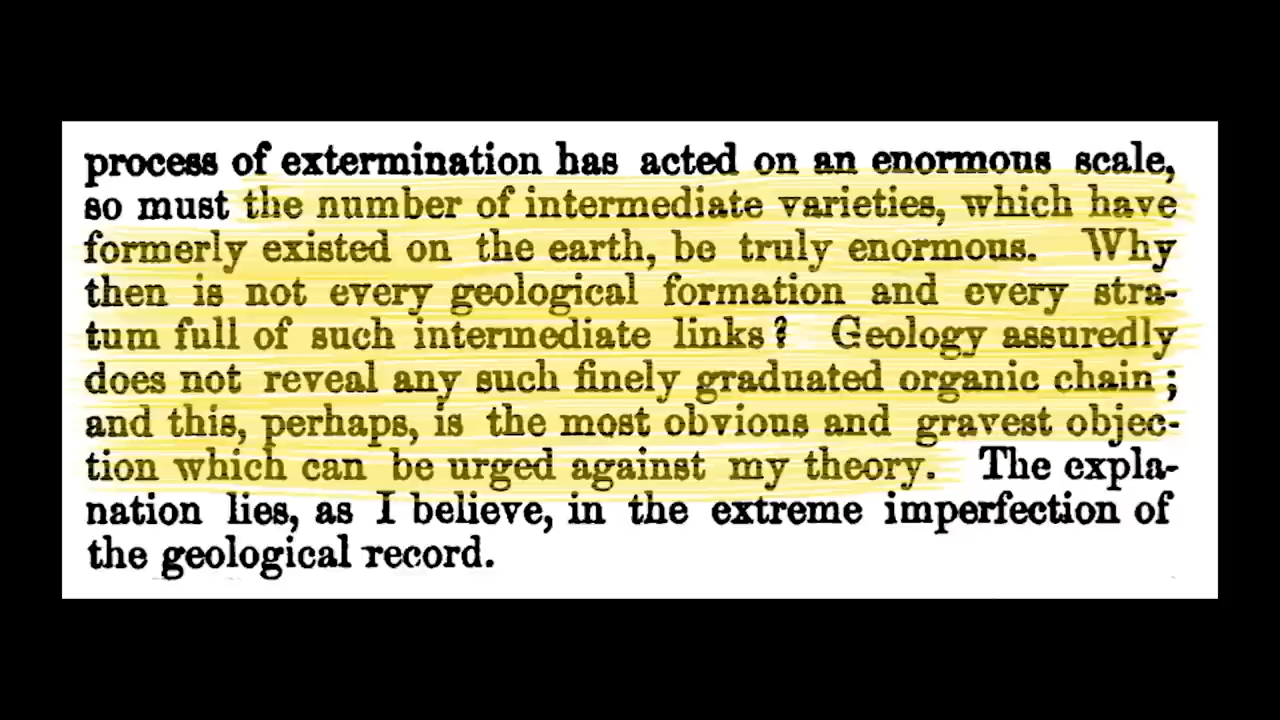 process of extermination has acted on an enormous scale,
so must the number of intermediate varieties, which have
formerly existed on the earth, be truly enormous. Why
then is not every geological formation and every stra-
tum full of such intermediate links? Geology assuredly
does not reveal any such finely graduated organic chain;
and this, perhaps, is the most obvious and gravest objec-
tion which can be urged against my theory. The expla-
nation lies, as I believe, in the extreme imperfection of
the geological record.